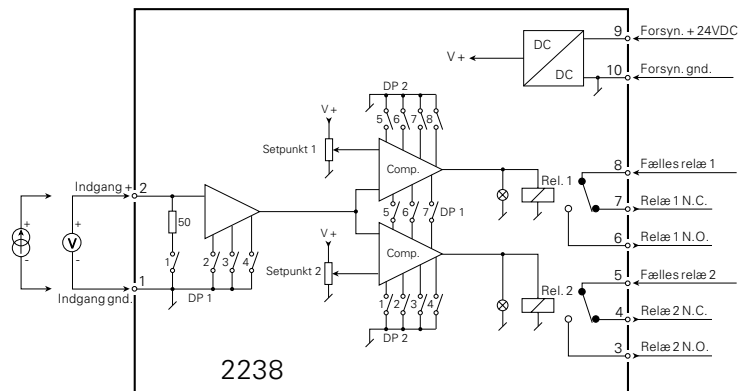 9 Forsyn. + 24VDC
DC
DC
V +
10 Forsyn. gnd.
DP 2
5 6 7 8
V +
Setpunkt 1
Comp.
8 Fælles relæ 1
Rel. 1
7 Relæ 1 N.C.
6 Relæ 1 N.O.
Indgang + 2
50
5 6 7 DP 1
+ + V - -
1 2 3 4
V +
Setpunkt 2
Comp.
5 Fælles relæ 2
Rel. 2
4 Relæ 2 N.C.
3 Relæ 2 N.O.
Indgang gnd. 1
DP 1
1 2 3 4
DP 2
2238